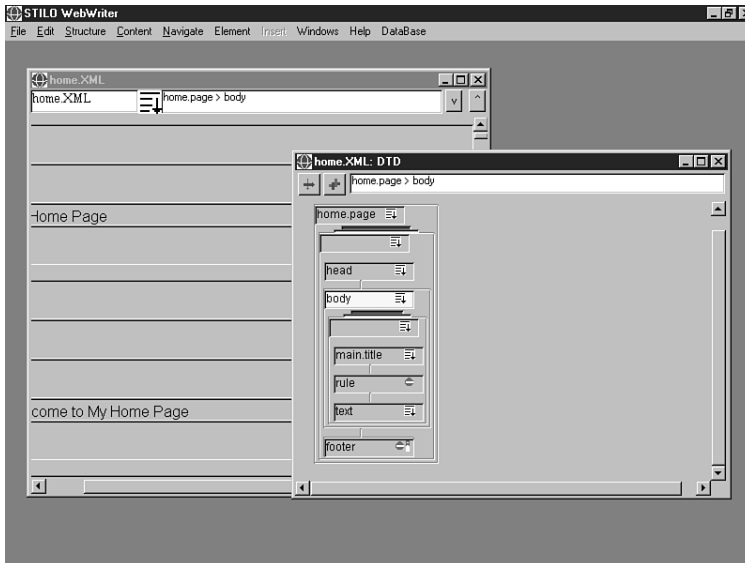 STILO WebWriter
File Edit Structure Content Navigate Element Insert Windows Help DataBase
home.XML
home.XML home.page > body v ^
Home Page
come to My Home Page
home.XML: DTD
home.page > body
home.page
head
body
main.title
rule
text
footer